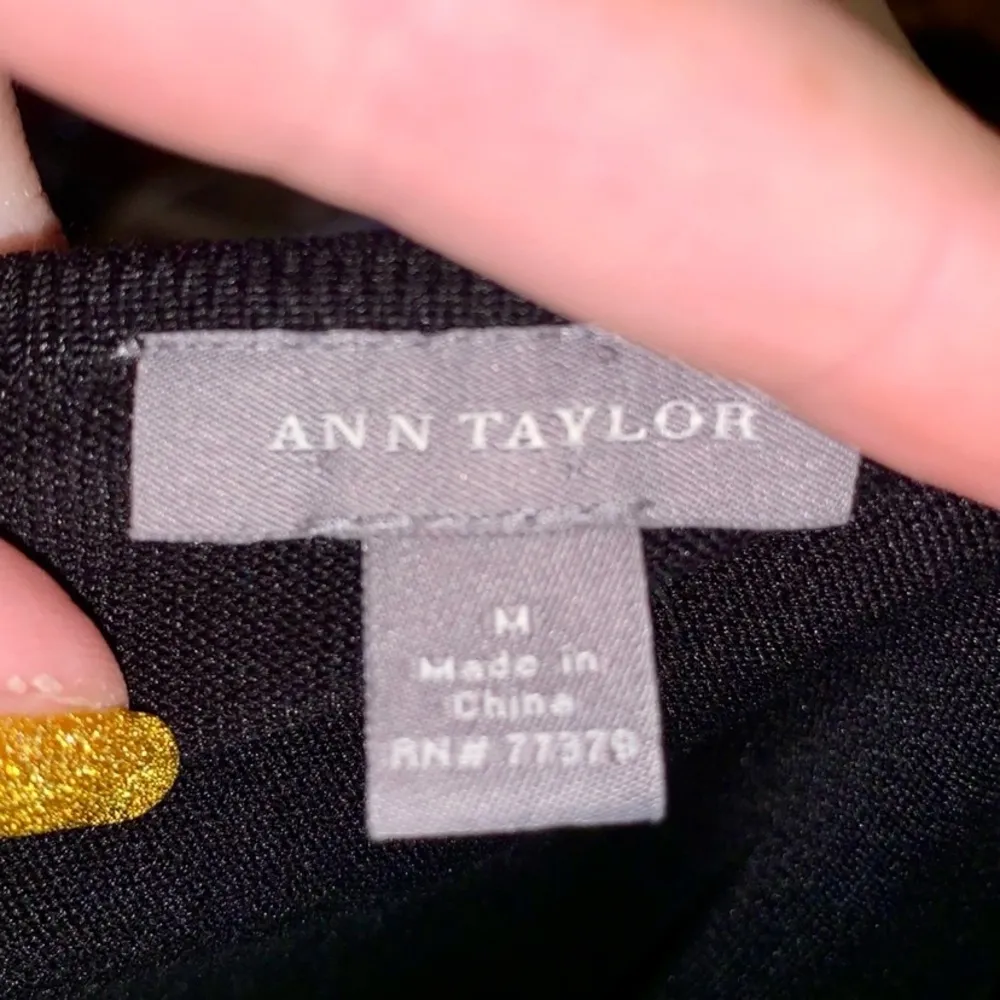 ANN TAYLOR
M
Made in
China
RN# 77379